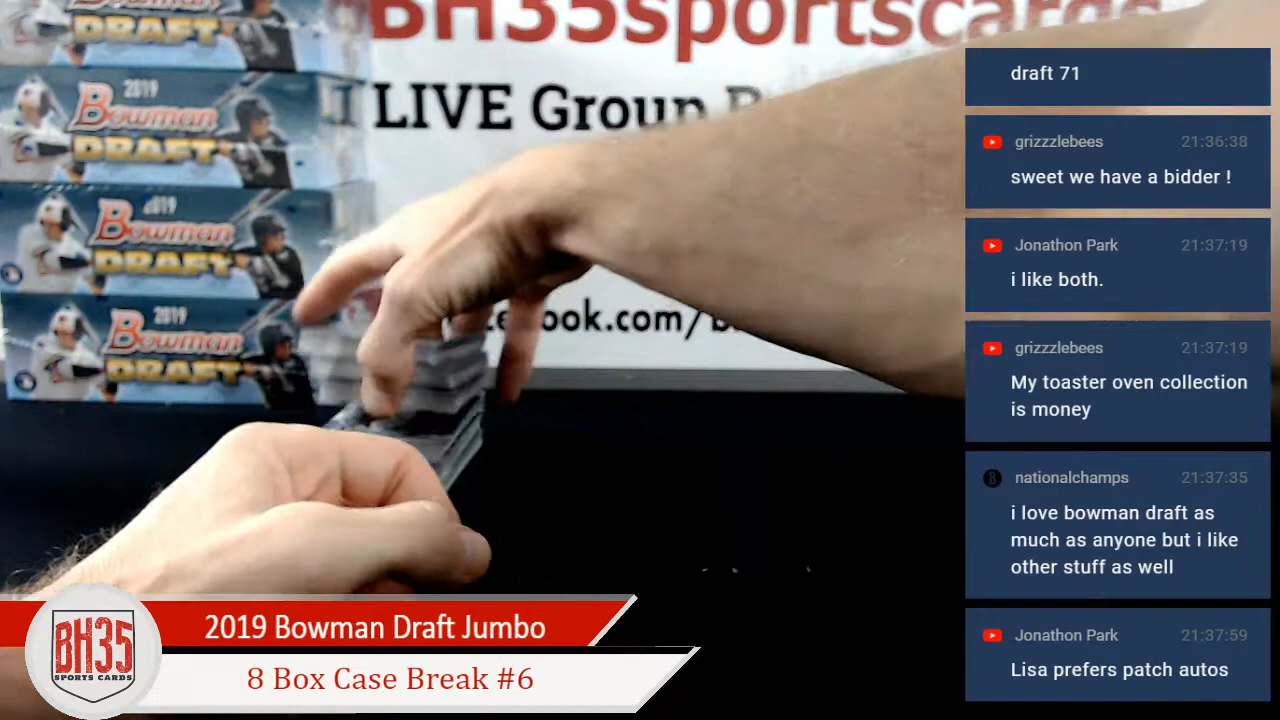 BH35sportscards
LIVE Group
BOWMAN
DRAFT
2019
Bowman
DRAFT
2019
Bowman
DRAFT
2019
Bowman
DRAFT
draft 71
grizzzlebees 21:36:38
sweet we have a bidder !
Jonathon Park 21:37:19
i like both.
grizzzlebees 21:37:19
My toaster oven collection
is money
nationalchamps 21:37:35
i love bowman draft as
much as anyone but i like
other stuff as well
Jonathon Park 21:37:59
Lisa prefers patch autos
2019 Bowman Draft Jumbo
8 Box Case Break #6
BH35
SPORTS CARDS